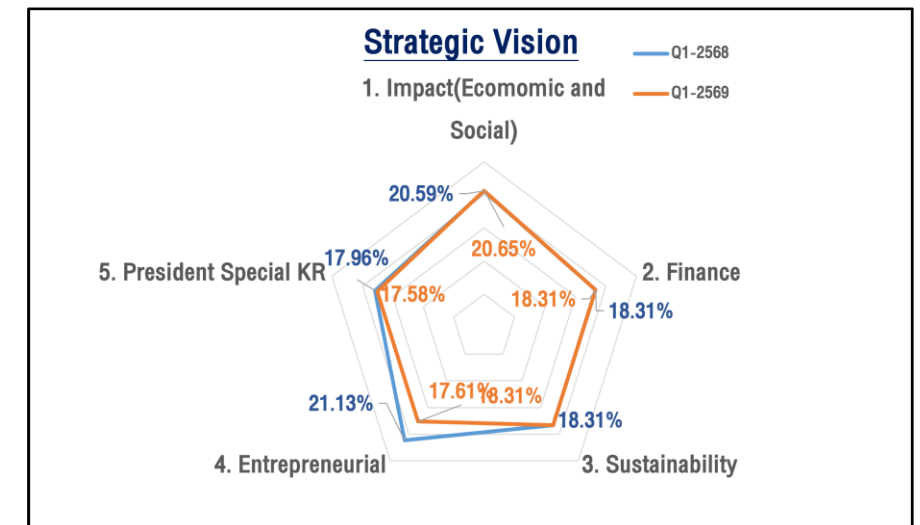 Strategic Vision
Q1-2568
Q1-2569
1. Impact(Ecomomic and
Social)
20.59%
20.65%
17.96%
5. President Special KR
17.58%
2. Finance
18.31%
18.31%
17.61%
18.31%
21.13%
18.31%
4. Entrepreneurial
3. Sustainability